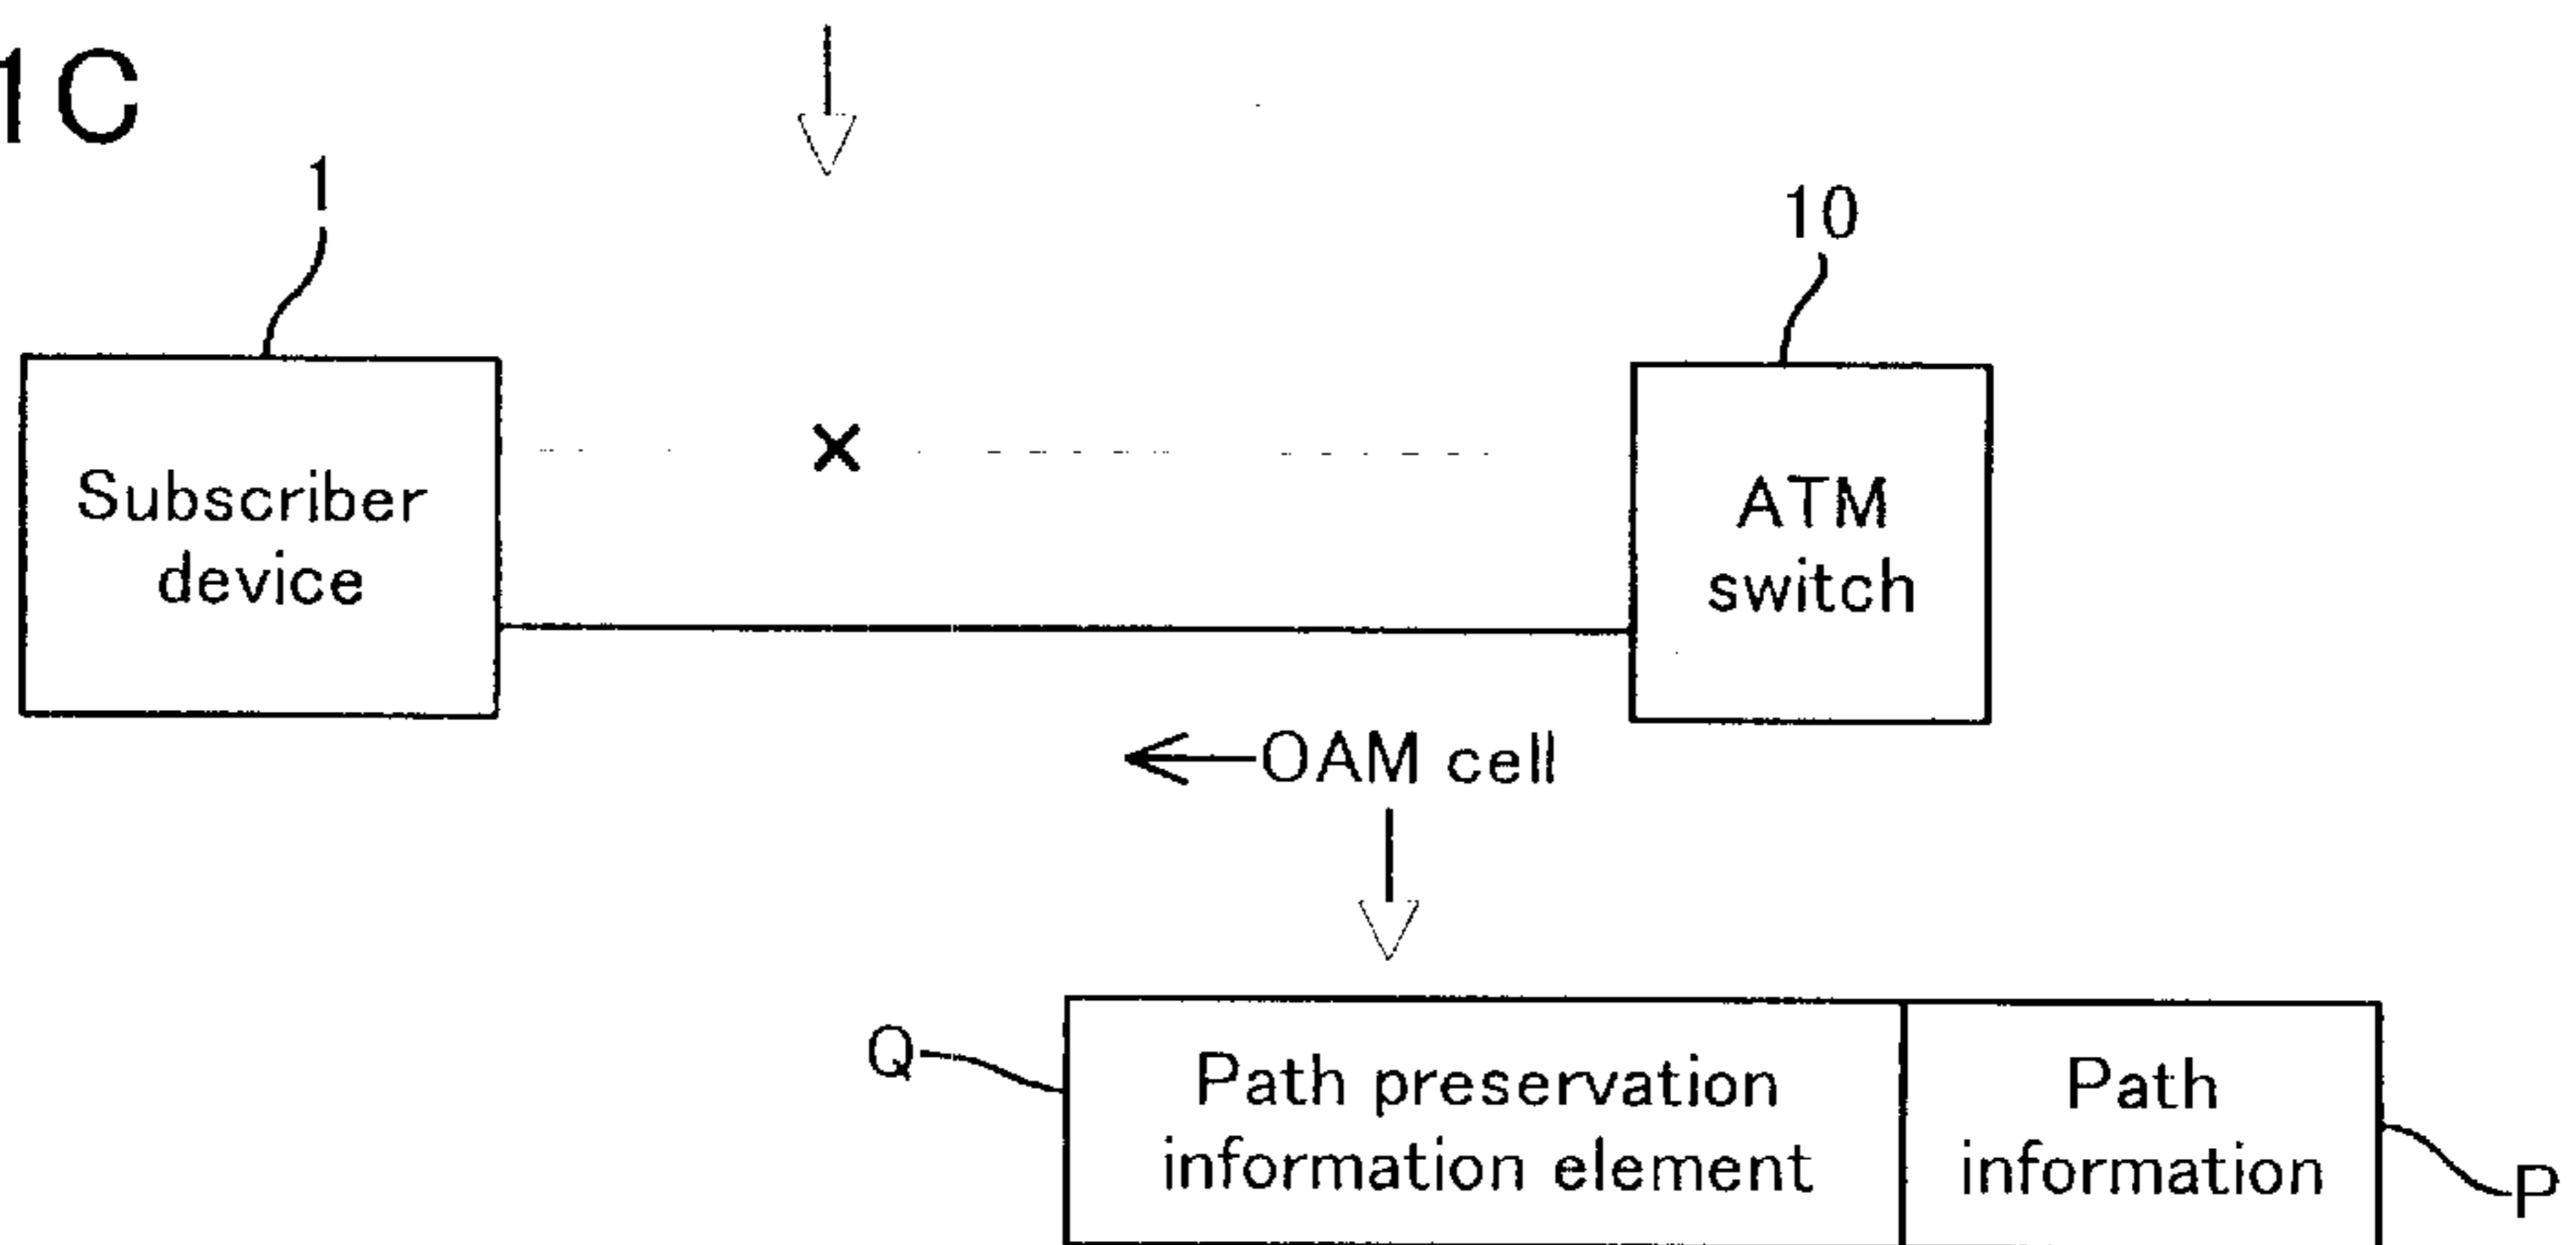 1C
1
10
Subscriber
device
ATM
switch
OAM cell
Q
Path preservation
information element
Path
information
P